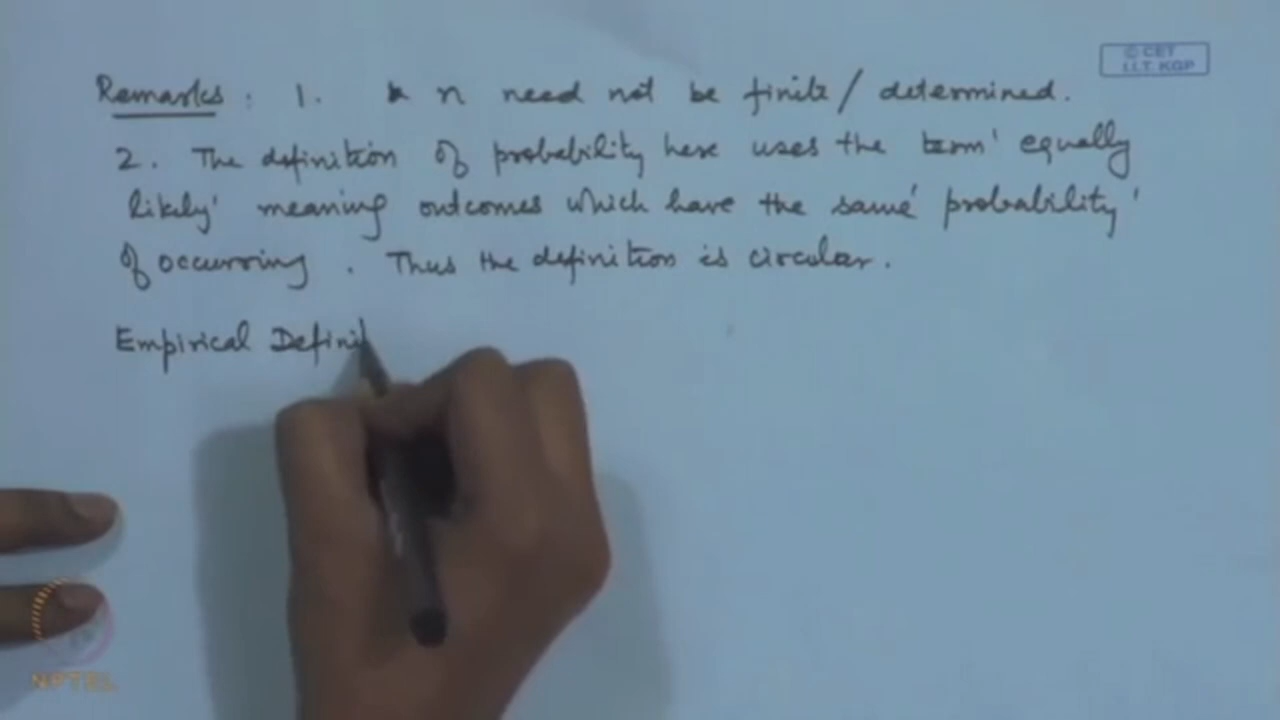 © CET
I.I.T. KGP
Remarks : 1. n need not be finite / determined.
2. The definition of probability here uses the term 'equally
likely' meaning outcomes which have the same 'probability'
of occurring . Thus the definition is circular.
Empirical Defini
NPTEL